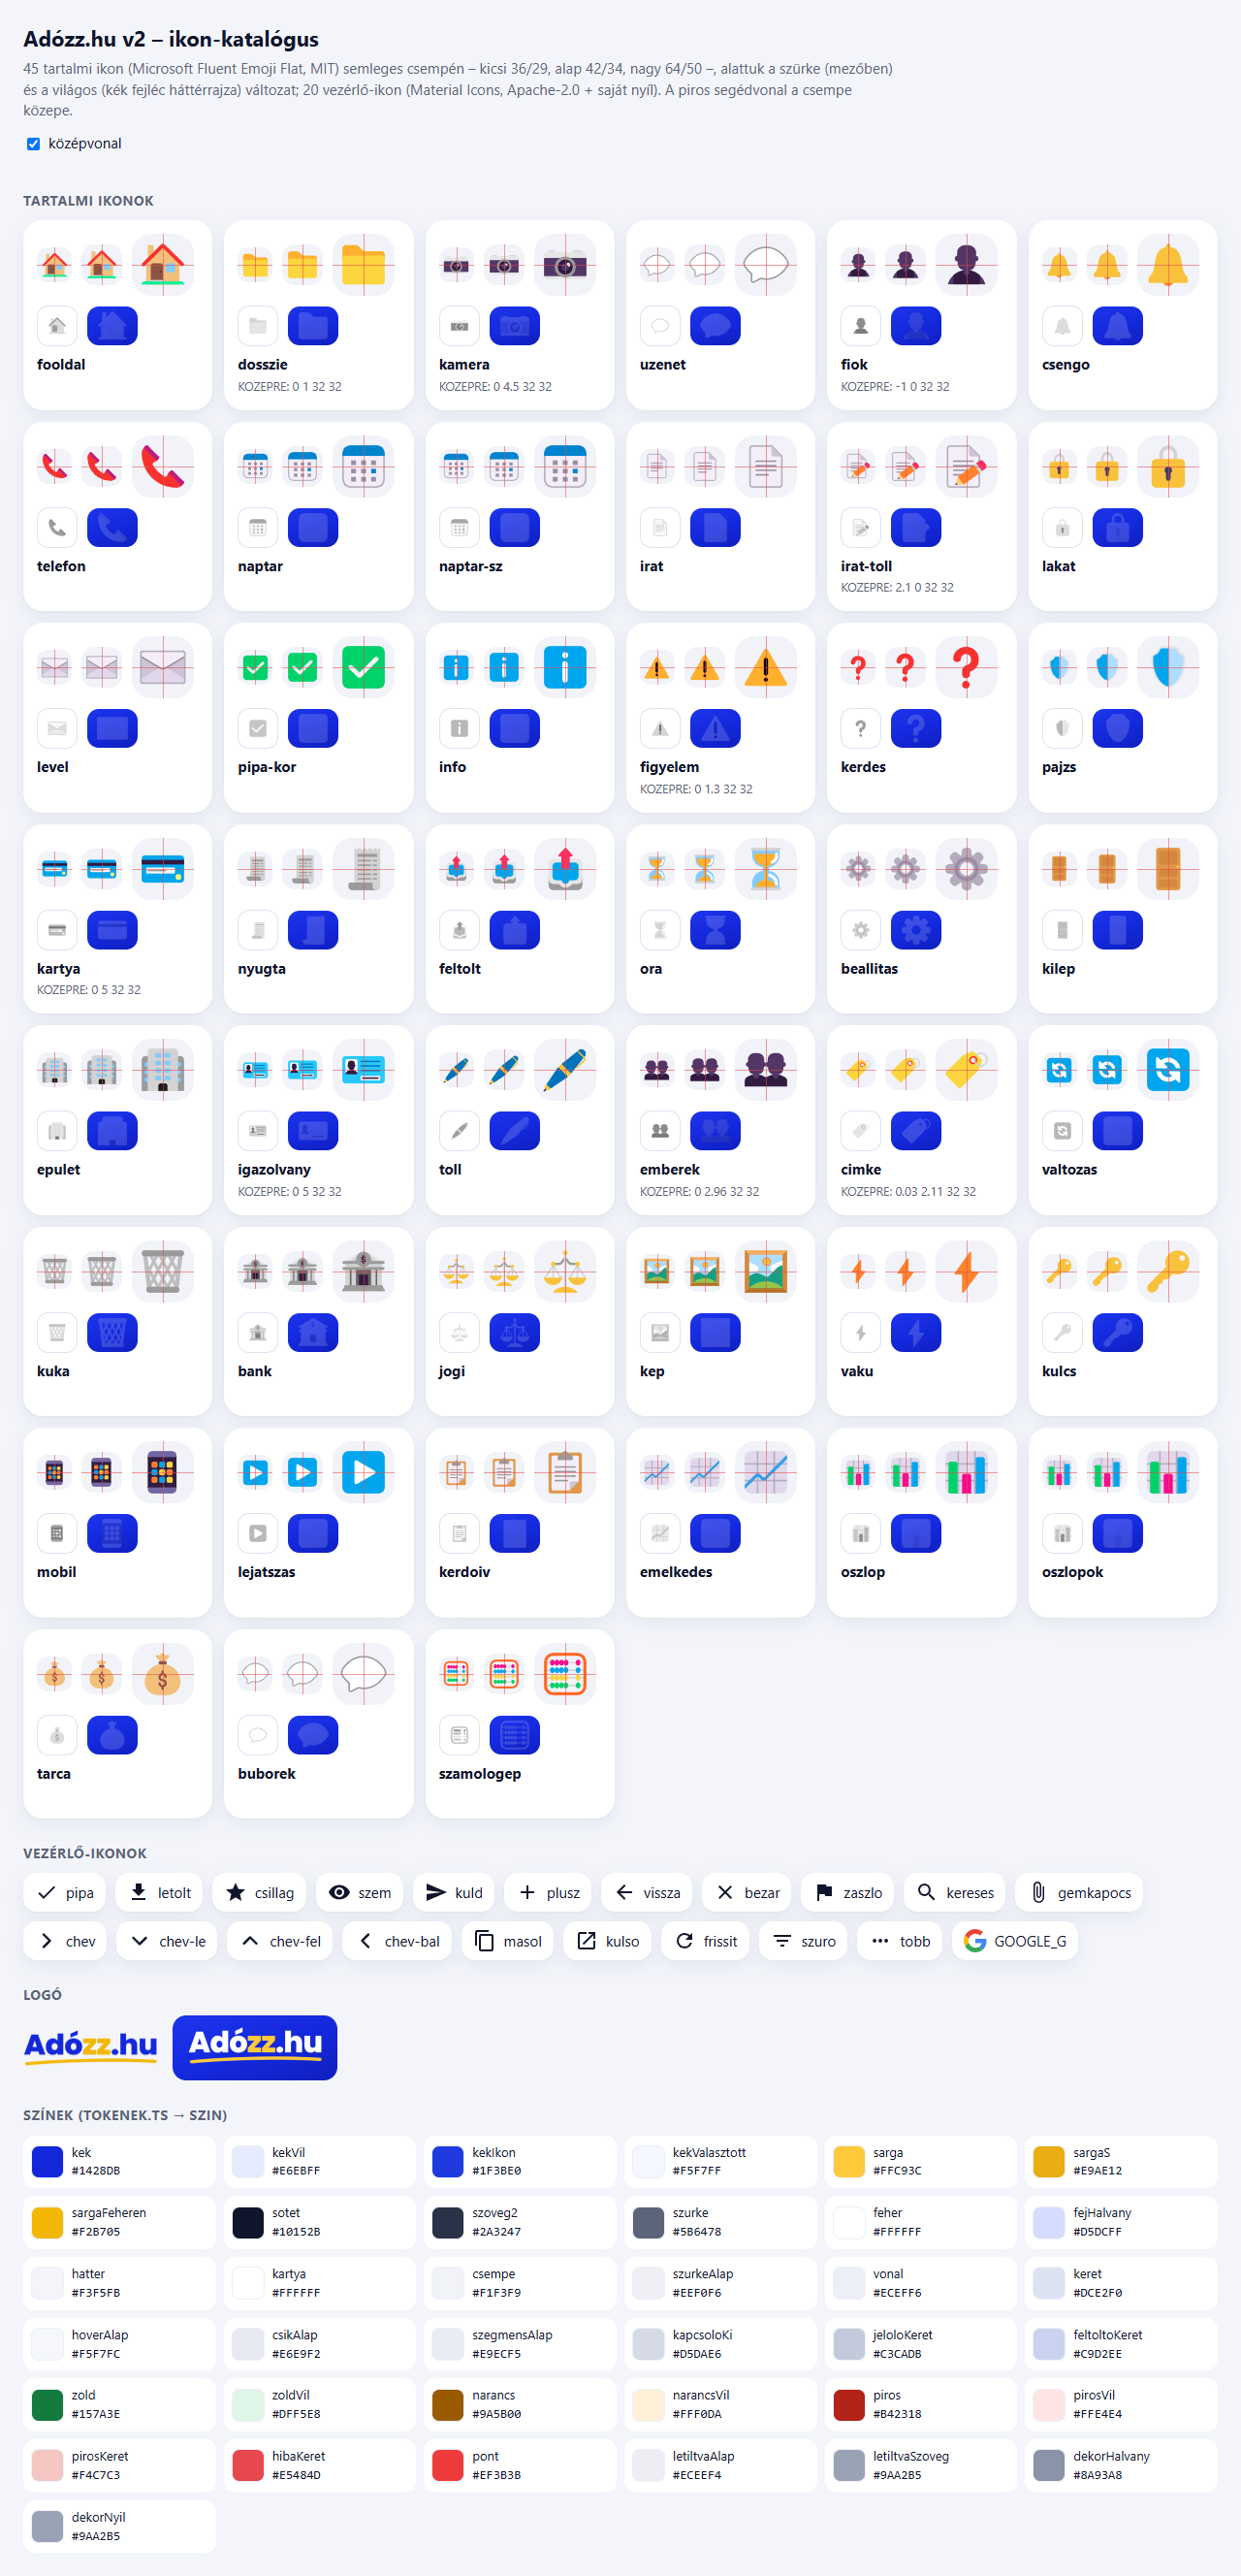 Adózz.hu v2 – ikon-katalógus
45 tartalmi ikon (Microsoft Fluent Emoji Flat, MIT) semleges csempén – kicsi 36/29, alap 42/34, nagy 64/50 –, alattuk a szürke (mezőben)
és a világos (kék fejléc háttérrajza) változat; 20 vezérlő-ikon (Material Icons, Apache-2.0 + saját nyíl). A piros segédvonal a csempe
közepe.
középvonal
TARTALMI IKONOK
fooldal
dosszie
KOZEPRE: 0 1 32 32
kamera
KOZEPRE: 0 4.5 32 32
uzenet
fiok
KOZEPRE: -1 0 32 32
csengo
telefon
naptar
naptar-sz
irat
irat-toll
KOZEPRE: 2.1 0 32 32
lakat
level
pipa-kor
info
figyelem
KOZEPRE: 0 1.3 32 32
kerdes
pajzs
kartya
KOZEPRE: 0 5 32 32
nyugta
feltolt
ora
beallitas
kilep
epulet
igazolvany
KOZEPRE: 0 5 32 32
toll
emberek
KOZEPRE: 0 2.96 32 32
cimke
KOZEPRE: 0.03 2.11 32 32
valtozas
kuka
bank
jogi
kep
vaku
kulcs
mobil
lejatszas
kerdoiv
emelkedes
oszlop
oszlopok
tarca
buborek
szamologep
VEZÉRLŐ-IKONOK
pipa
letolt
csillag
szem
kuld
plusz
vissza
bezar
zaszlo
kereses
gemkapocs
chev
chev-le
chev-fel
chev-bal
masol
kulso
frissit
szuro
tobb
GOOGLE_G
LOGÓ
Adózz.hu
Adózz.hu
SZÍNEK (TOKENEK.TS → SZIN)
kek
#1428DB
kekVil
#E6EBFF
kekIkon
#1F3BE0
kekValasztott
#F5F7FF
sarga
#FFC93C
sargaS
#E9AE12
sargaFeheren
#F2B705
sotet
#10152B
szoveg2
#2A3247
szurke
#5B6478
feher
#FFFFFF
fejHalvany
#D5DCFF
hatter
#F3F5FB
kartya
#FFFFFF
csempe
#F1F3F9
szurkeAlap
#EEF0F6
vonal
#ECEFF6
keret
#DCE2F0
hoverAlap
#F5F7FC
csikAlap
#E6E9F2
szegmensAlap
#E9ECF5
kapcsoloKi
#D5DAE6
jeloloKeret
#C3CADB
feltoltoKeret
#C9D2EE
zold
#157A3E
zoldVil
#DFF5E8
narancs
#9A5B00
narancsVil
#FFF0DA
piros
#B42318
pirosVil
#FFE4E4
pirosKeret
#F4C7C3
hibaKeret
#E5484D
pont
#EF3B3B
letiltvaAlap
#ECEEF4
letiltvaSzoveg
#9AA2B5
dekorHalvany
#8A93A8
dekorNyil
#9AA2B5